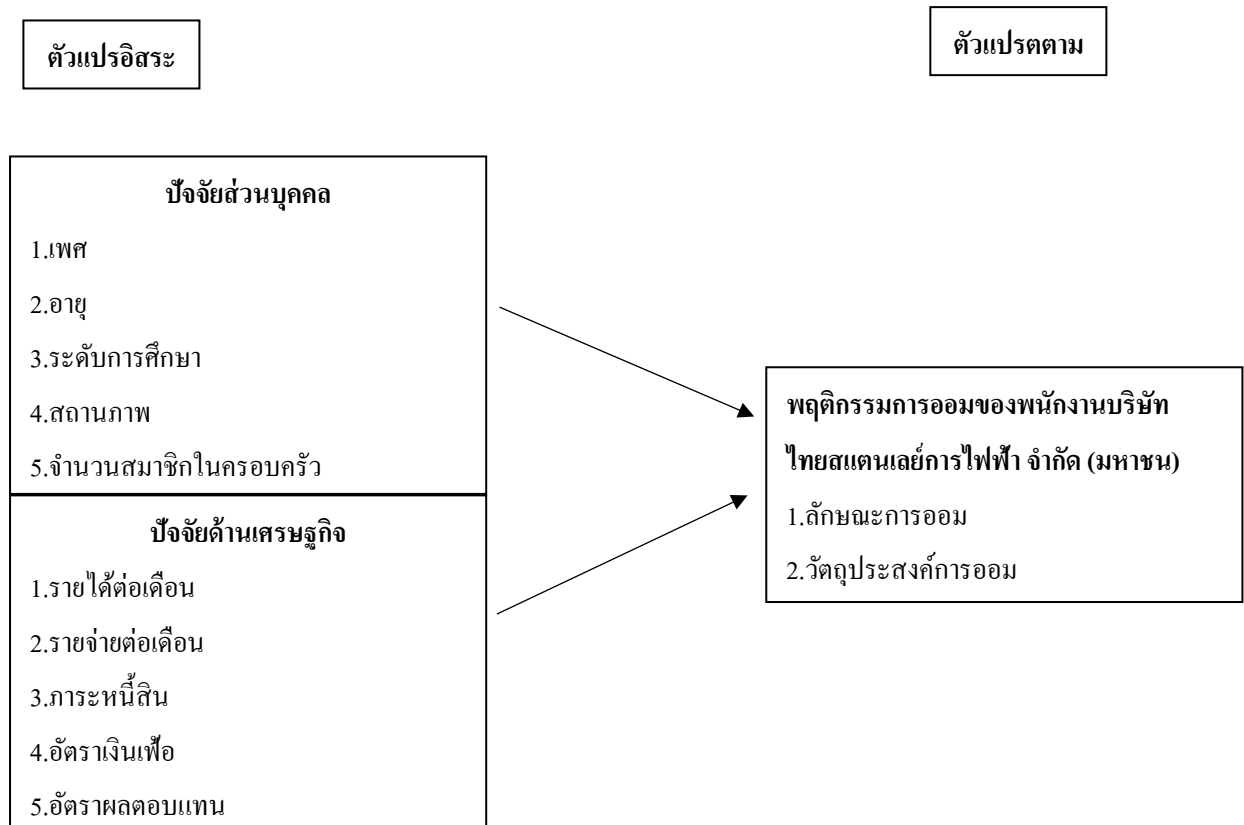 ตัวแปรอิสระ
ตัวแปรตตาม
ปัจจัยส่วนบุคคล
1.เพศ
2.อายุ
3.ระดับการศึกษา
4.สถานภาพ
5.จำนวนสมาชิกในครอบครัว
ปัจจัยด้านเศรษฐกิจ
1.รายได้ต่อเดือน
2.รายจ่ายต่อเดือน
3.ภาระหนี้สิน
4.อัตราเงินเฟ้อ
5.อัตราผลตอบแทน
พฤติกรรมการออมของพนักงานบริษัท
ไทยสแตนเลย์การไฟฟ้า จำกัด (มหาชน)
1.ลักษณะการออม
2.วัตถุประสงค์การออม